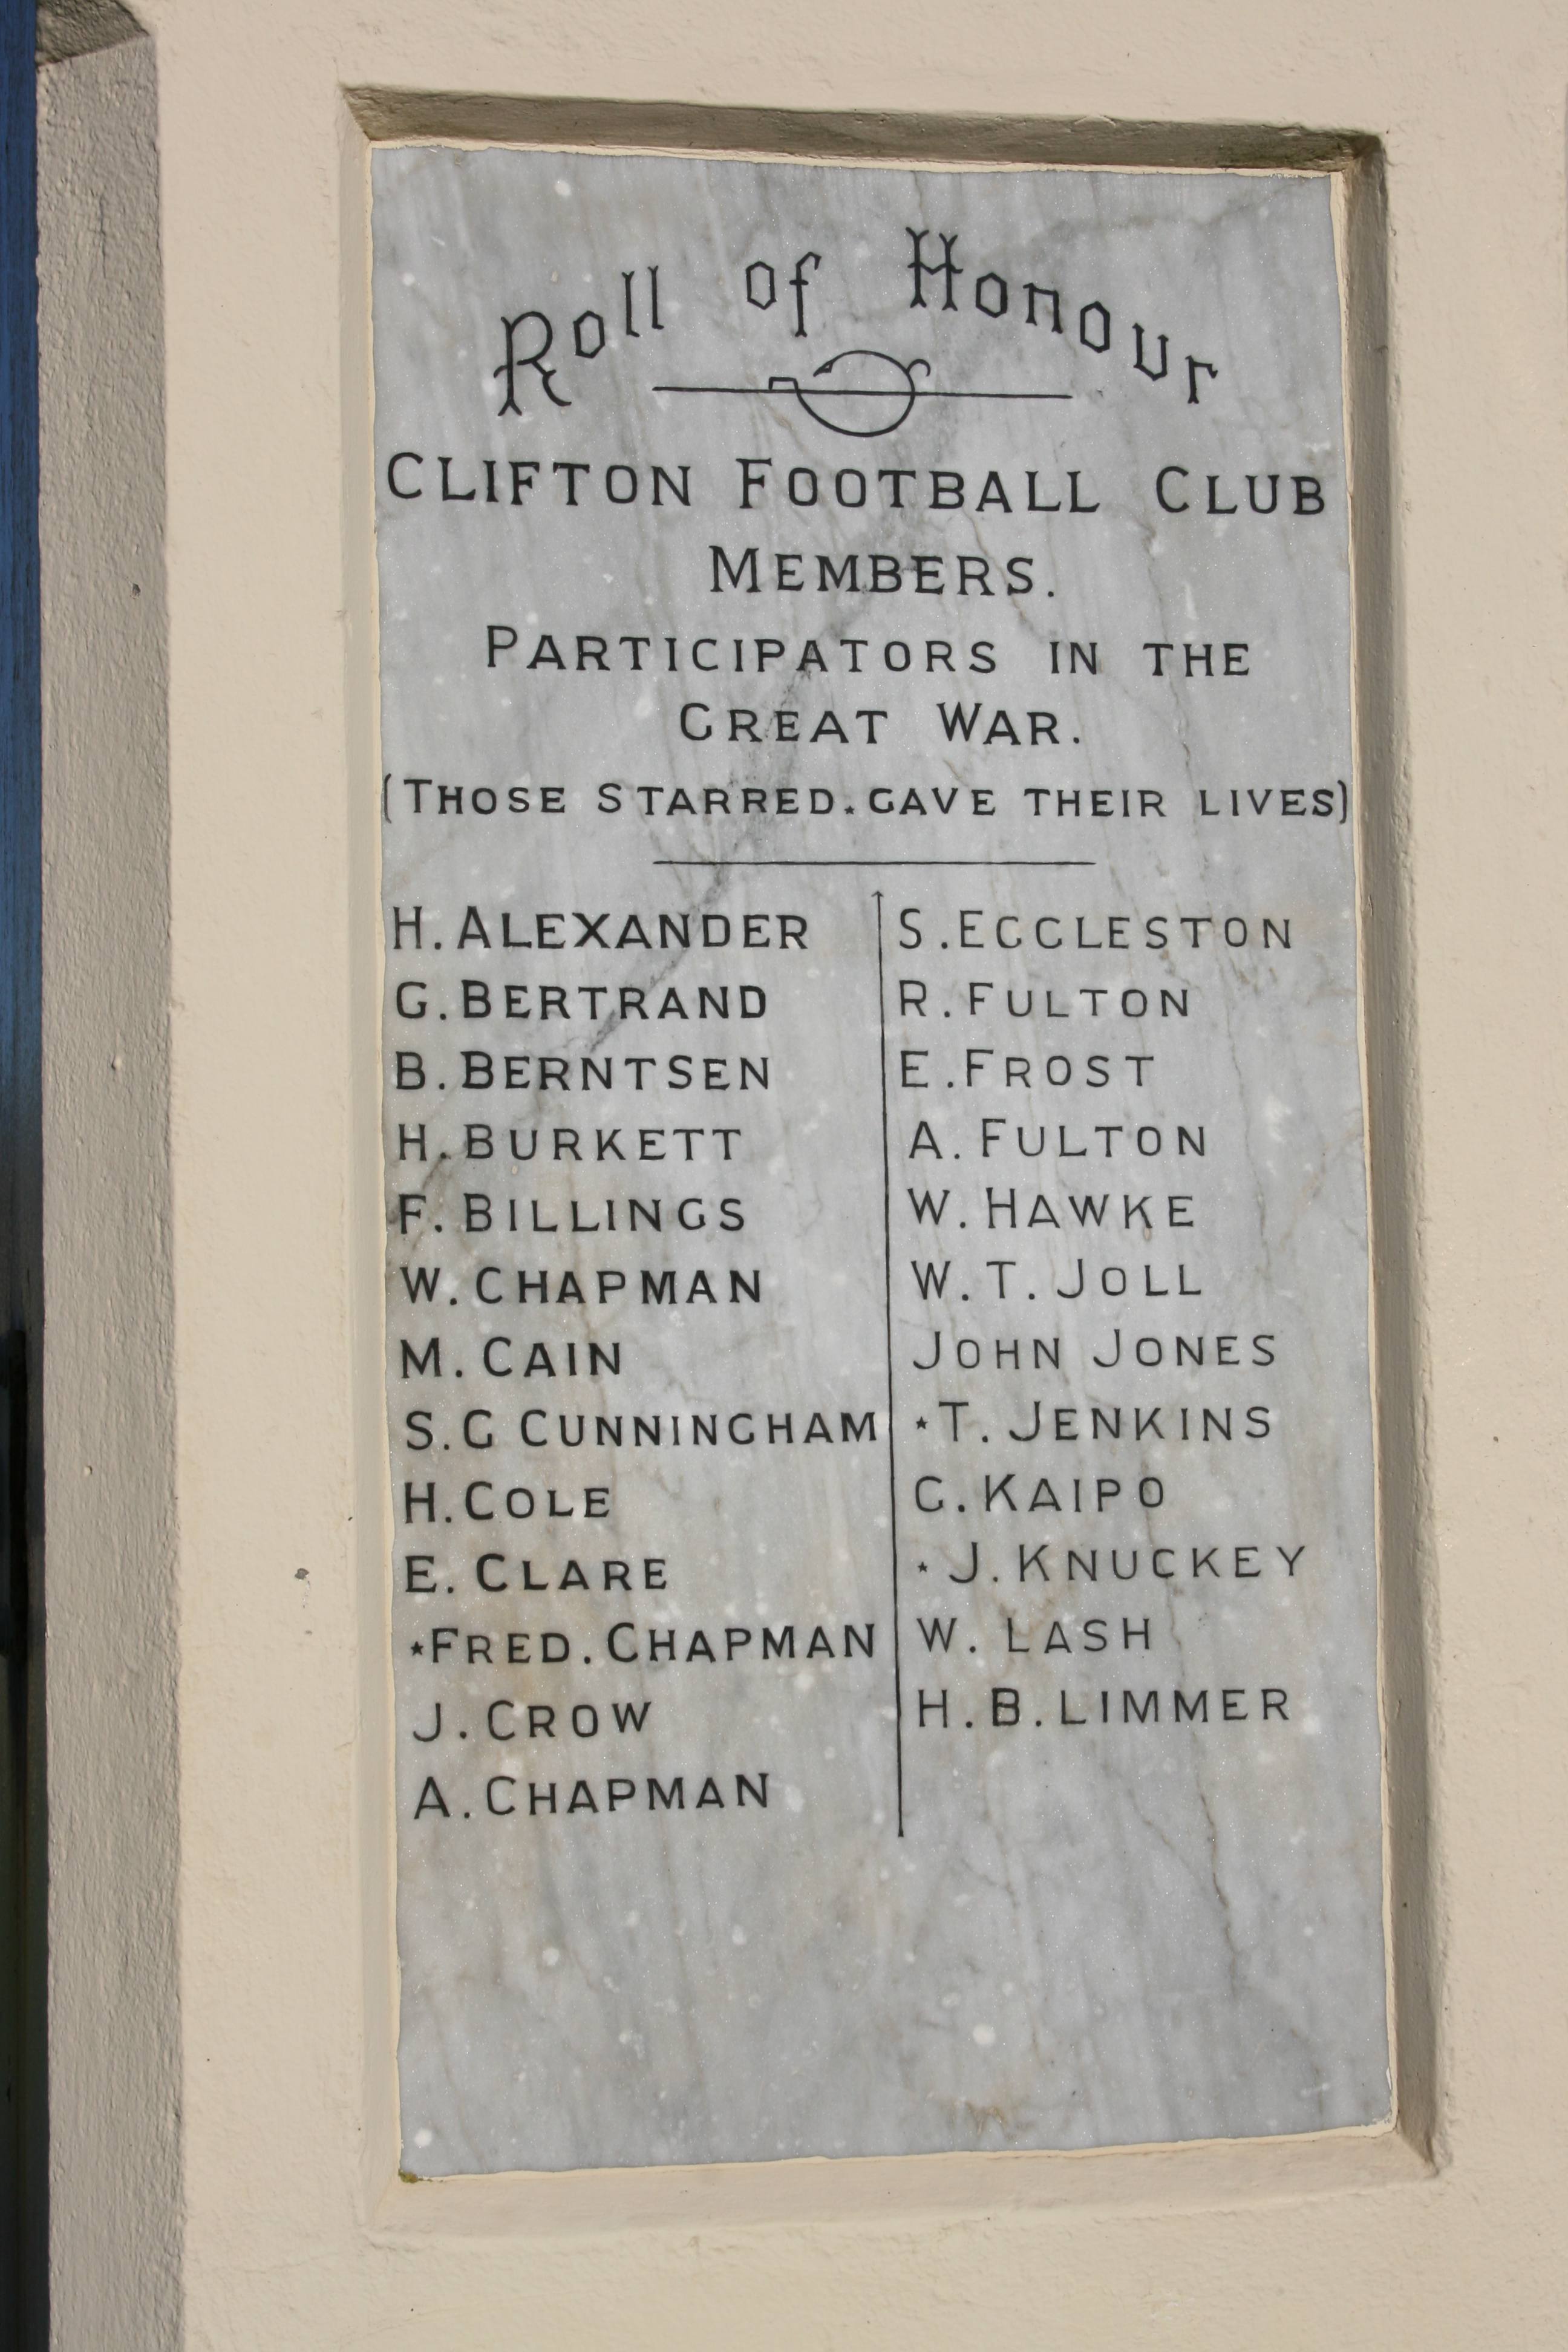 Roll of Honour
CLIFTON FOOTBALL CLUB
MEMBERS.
PARTICIPATORS IN THE
GREAT WAR.
(THOSE STARRED.GAVE THEIR LIVES)
H. ALEXANDER
G. BERTRAND
B. BERNTSEN
H. BURKETT
F. BILLINGS
W. CHAPMAN
M. CAIN
S.G CUNNINGHAM
H. COLE
E. CLARE
*FRED. CHAPMAN
J. CROW
A. CHAPMAN
S. EGGLESTON
R. FULTON
E. FROST
A. FULTON
W. HAWKE
W. T. JOLL
JOHN JONES
*T. JENKINS
G. KAIPO
* J. KNUCKEY
W. LASH
H. B. LIMMER